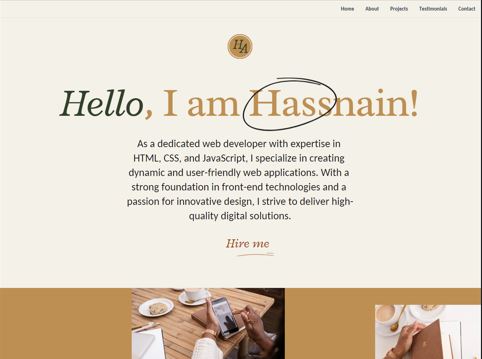 Home About Projects Testimonials Contact
HA
Hello, I am Hassnain!
As a dedicated web developer with expertise in
HTML, CSS, and JavaScript, I specialize in creating
dynamic and user-friendly web applications. With a
strong foundation in front-end technologies and a
passion for innovative design, I strive to deliver high-
quality digital solutions.
Hire me